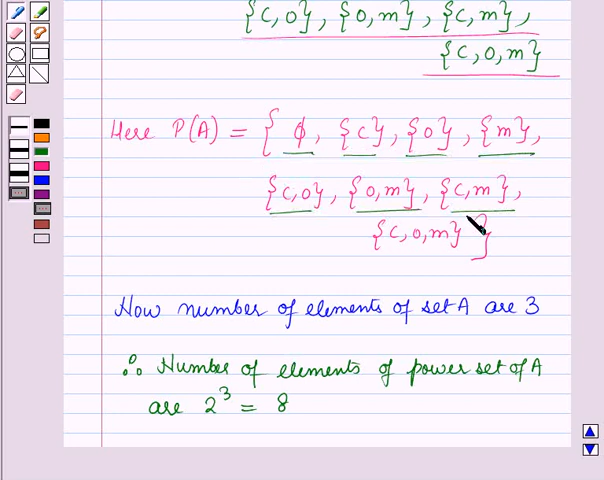 {C,O}, {O,m}, {C,m},
{C,O,m}
Here P(A) = { ϕ, {C}, {O}, {m},
{C,O}, {O,m}, {C,m},
{C,O,m} }
Now number of elements of set A are 3
∴ Number of elements of power set of A
are 2³ = 8